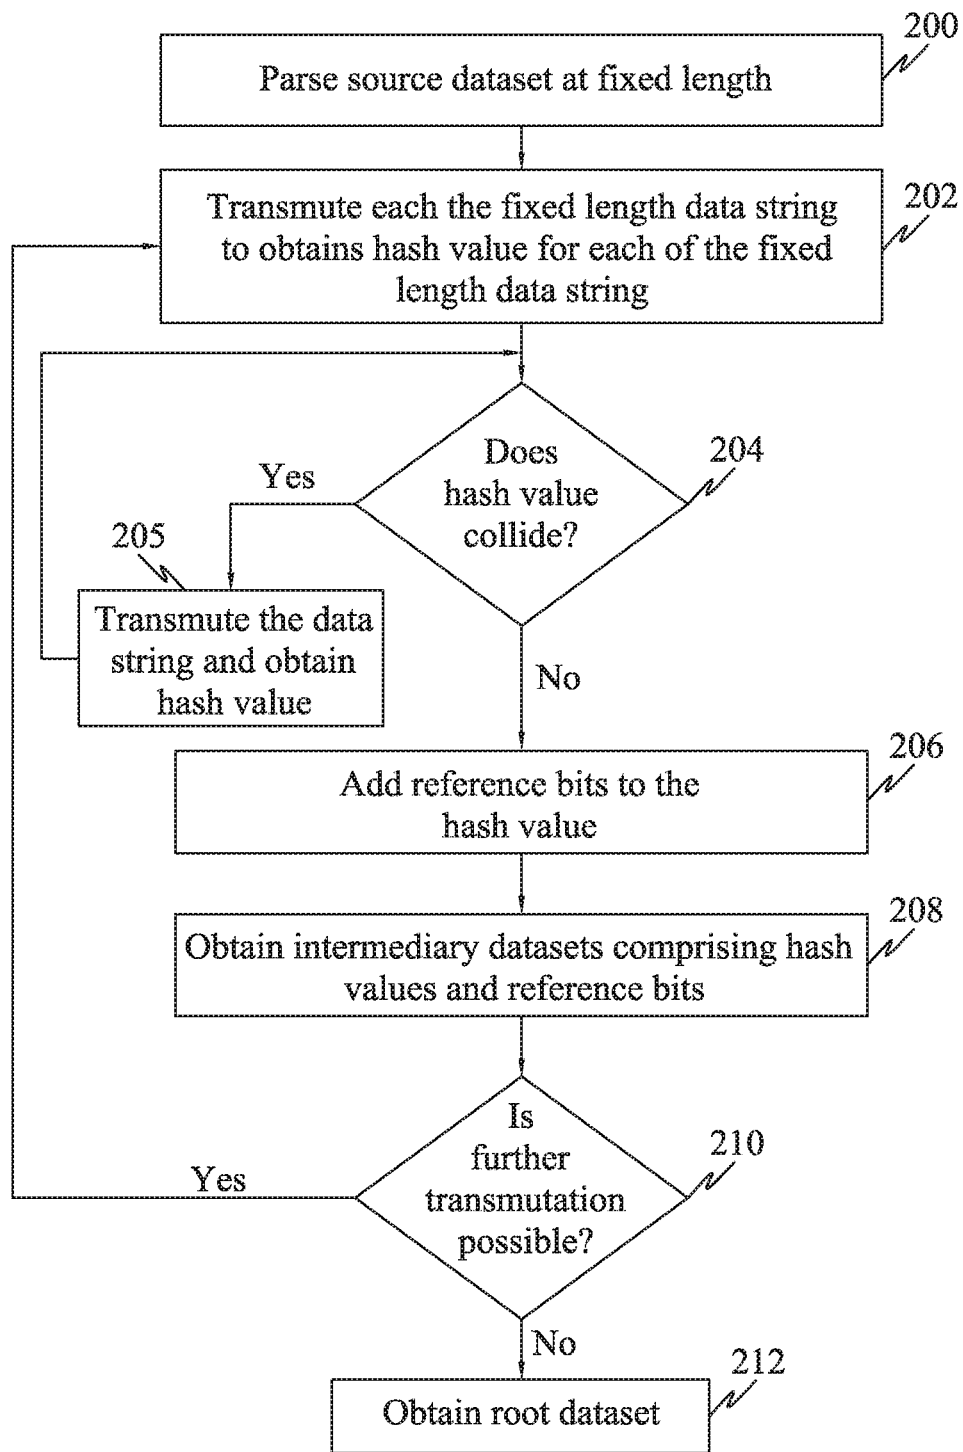 200
Parse source dataset at fixed length
202
Transmute each the fixed length data string
to obtains hash value for each of the fixed
length data string
204
Does
hash value
collide?
Yes
205
Transmute the data
string and obtain
hash value
No
206
Add reference bits to the
hash value
208
Obtain intermediary datasets comprising hash
values and reference bits
210
Is
further
transmutation
possible?
Yes
No
212
Obtain root dataset